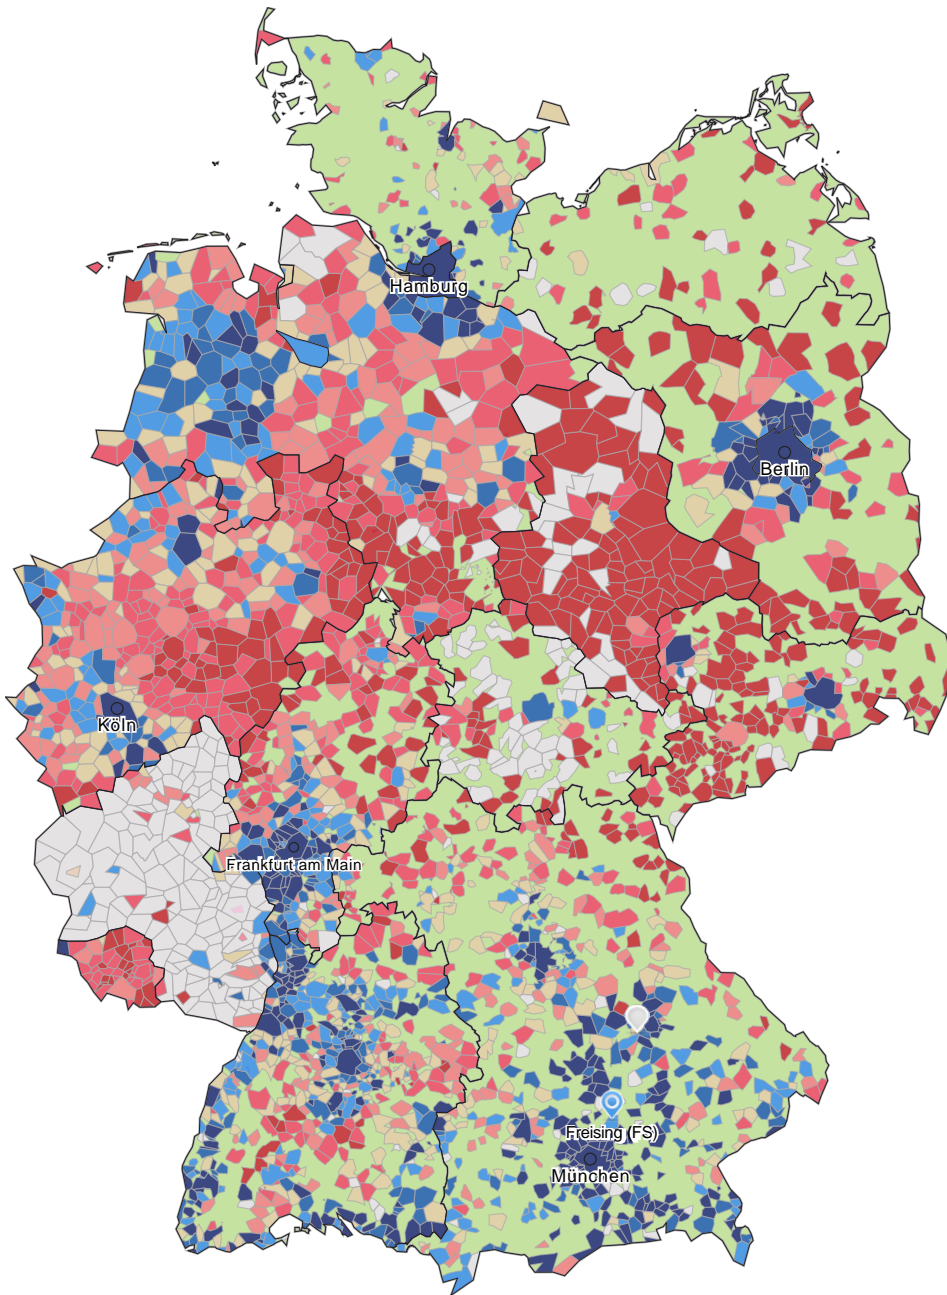 Hamburg
Berlin
Köln
Frankfurt am Main
Freising (FS)
München